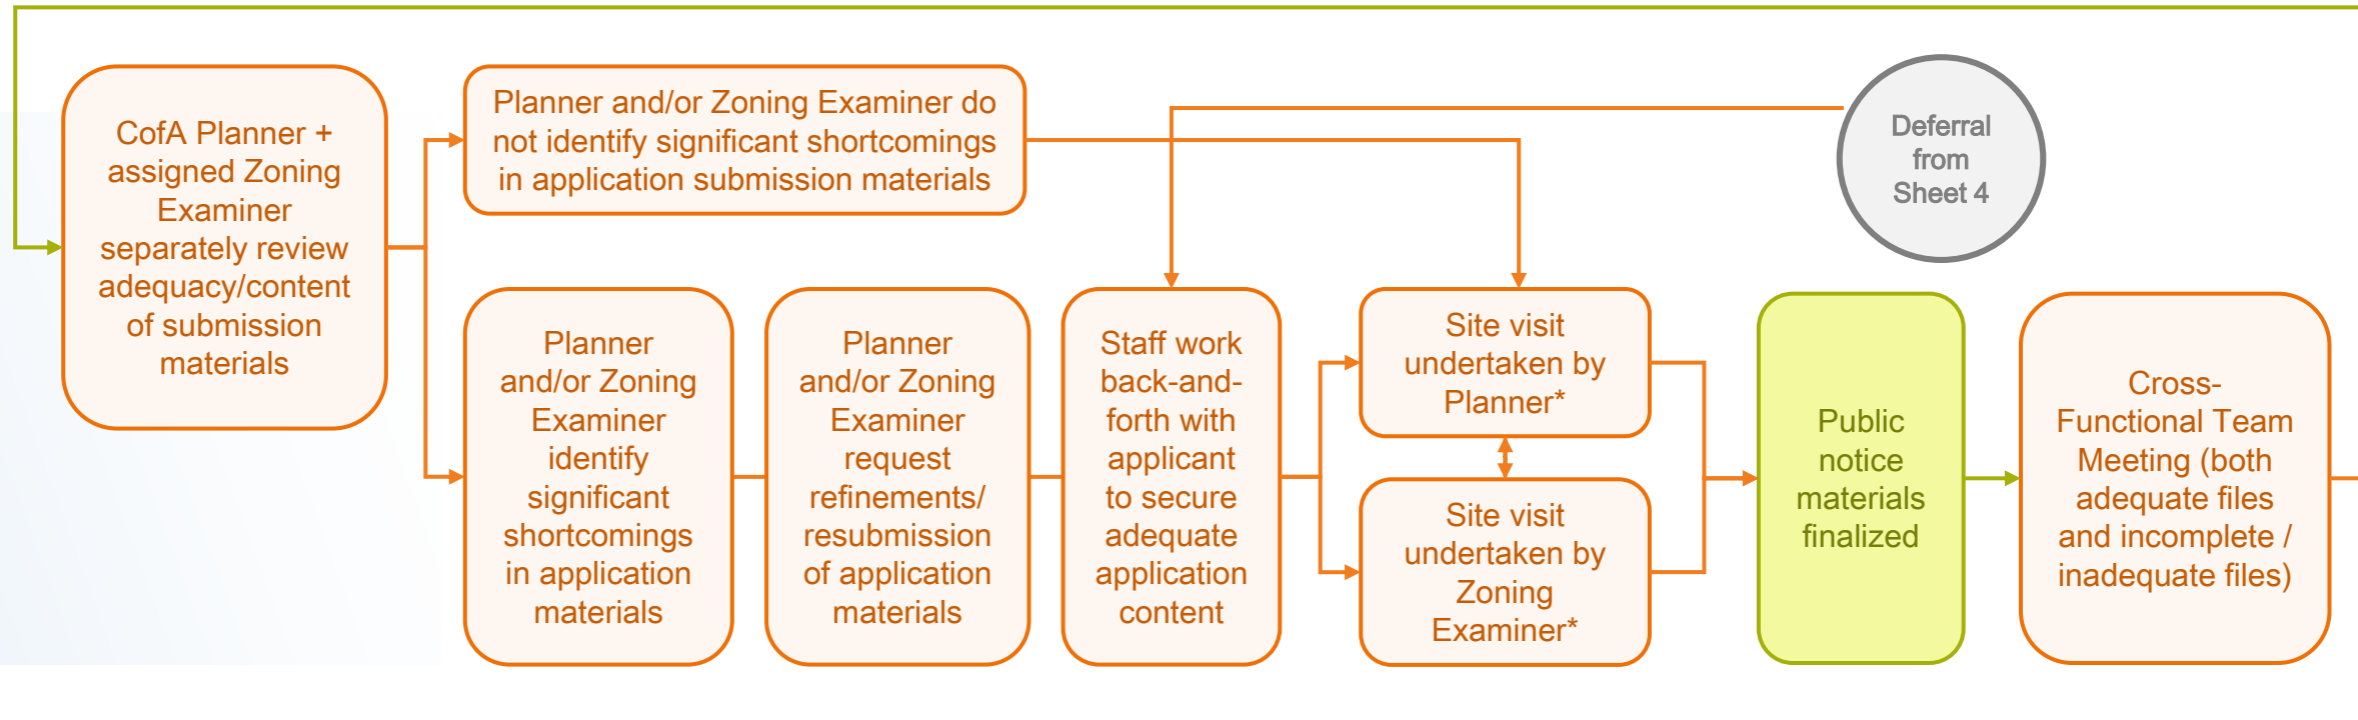 CofA Planner +
assigned Zoning
Examiner
separately review
adequacy/content
of submission
materials
Planner and/or Zoning Examiner do
not identify significant shortcomings
in application submission materials
Deferral
from
Sheet 4
Planner
and/or Zoning
Examiner
identify
significant
shortcomings
in application
materials
Planner
and/or Zoning
Examiner
request
refinements/
resubmission
of application
materials
Staff work
back-and-
forth with
applicant
to secure
adequate
application
content
Site visit
undertaken by
Planner*
Site visit
undertaken by
Zoning
Examiner*
Public
notice
materials
finalized
Cross-
Functional Team
Meeting (both
adequate files
and incomplete /
inadequate files)